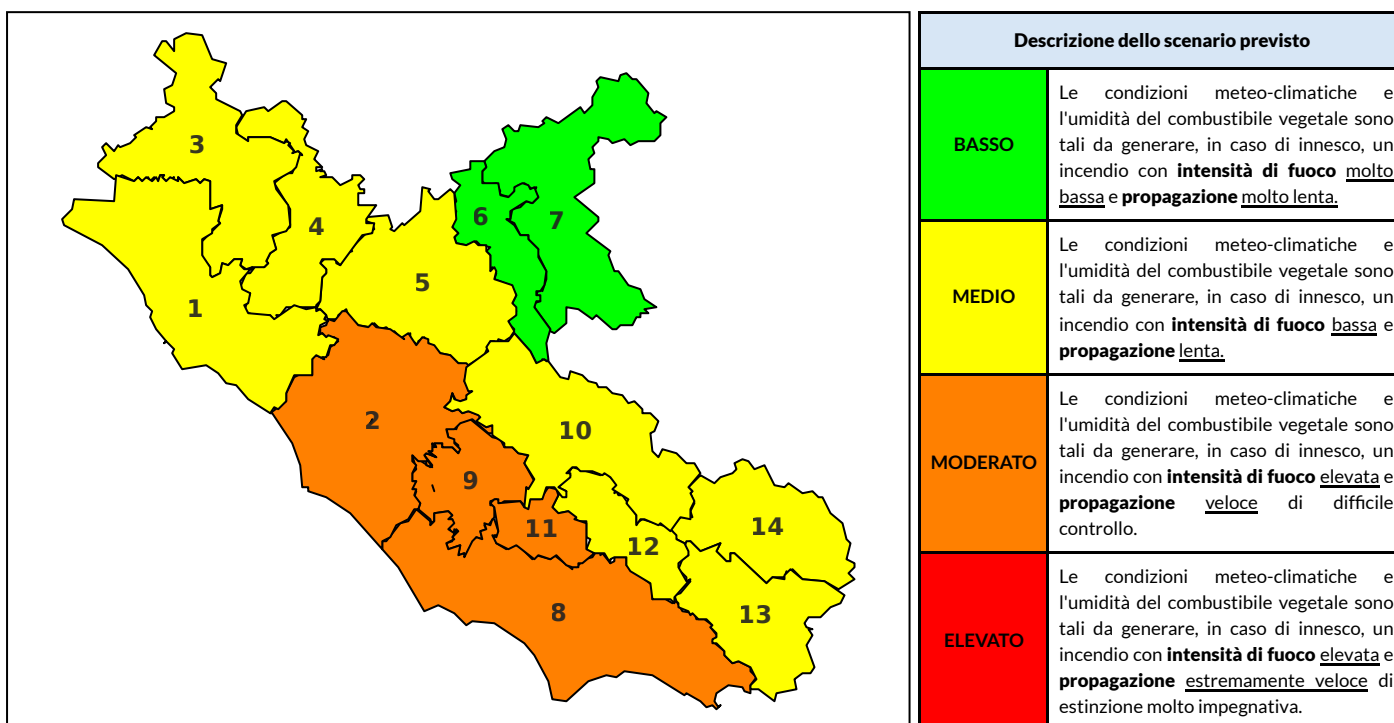 3
4
6
7
5
1
2
10
9
14
11
12
8
13
Descrizione dello scenario previsto
BASSO
Le condizioni meteo-climatiche e
l'umidità del combustibile vegetale sono
tali da generare, in caso di innesco, un
incendio con intensità di fuoco molto
bassa e propagazione molto lenta.
MEDIO
Le condizioni meteo-climatiche e
l'umidità del combustibile vegetale sono
tali da generare, in caso di innesco, un
incendio con intensità di fuoco bassa e
propagazione lenta.
MODERATO
Le condizioni meteo-climatiche e
l'umidità del combustibile vegetale sono
tali da generare, in caso di innesco, un
incendio con intensità di fuoco elevata e
propagazione veloce di difficile
controllo.
ELEVATO
Le condizioni meteo-climatiche e
l'umidità del combustibile vegetale sono
tali da generare, in caso di innesco, un
incendio con intensità di fuoco elevata e
propagazione estremamente veloce di
estinzione molto impegnativa.